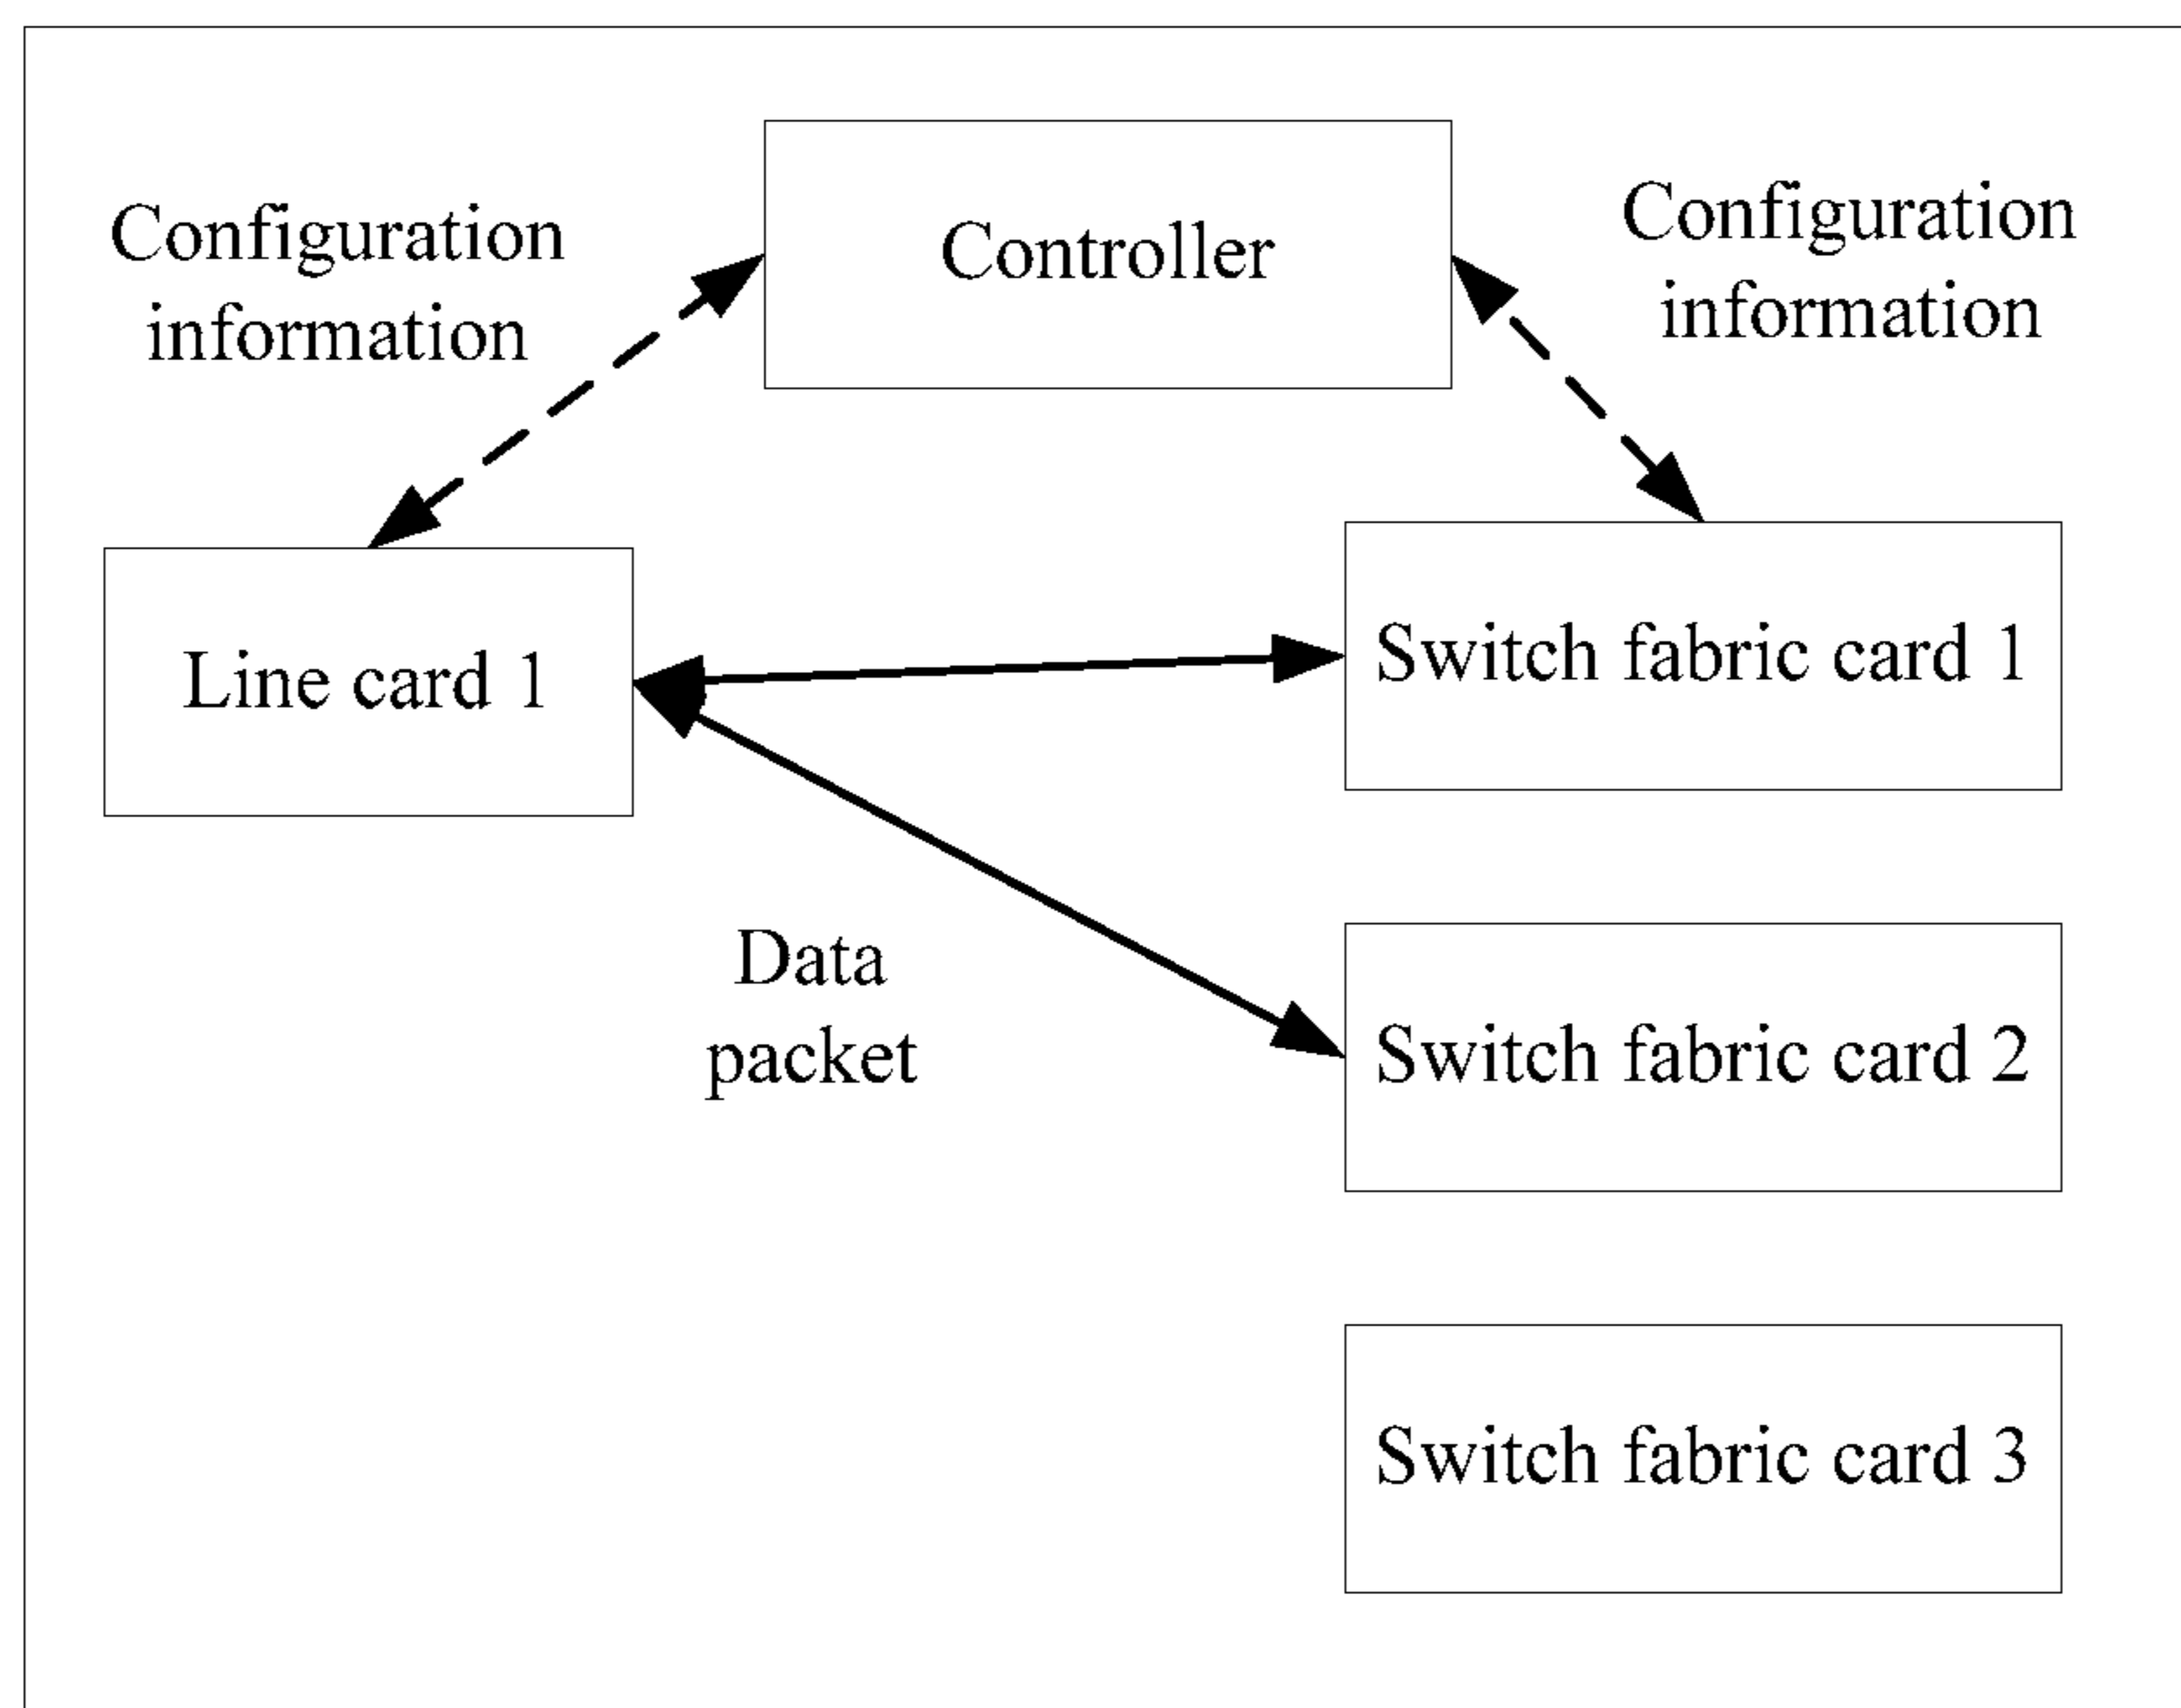 Configuration
information
Controller
Configuration
information
Line card 1
Switch fabric card 1
Data
packet
Switch fabric card 2
Switch fabric card 3